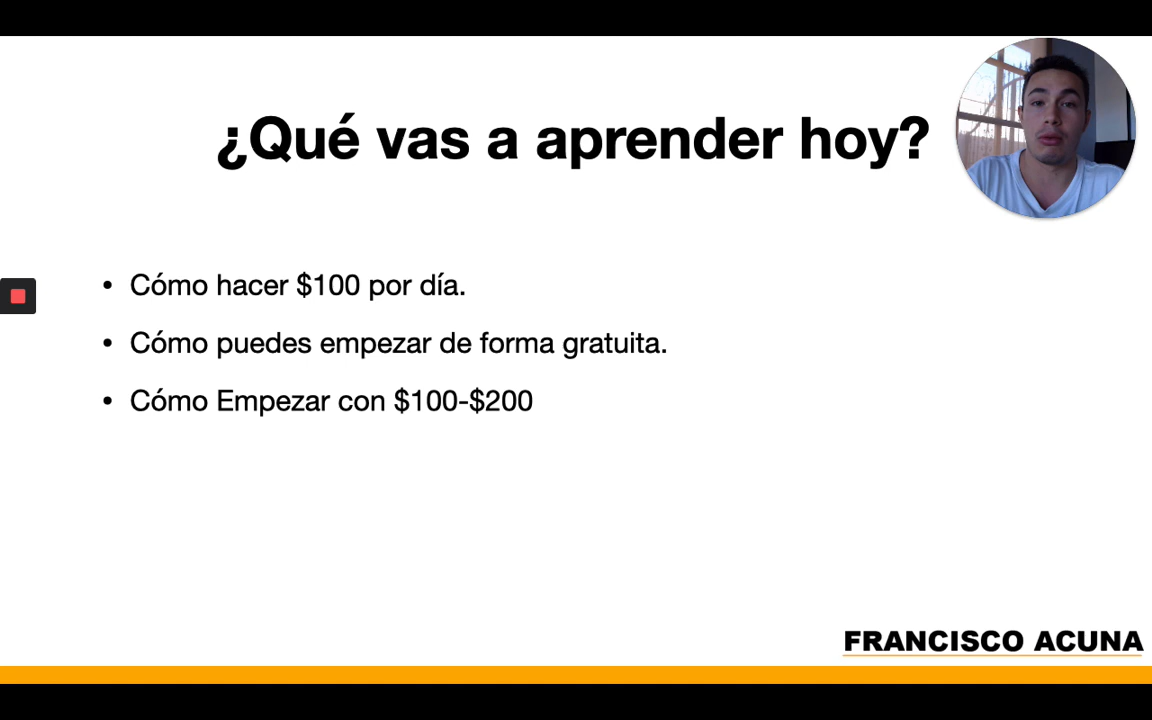 ¿Qué vas a aprender hoy?
• Cómo hacer $100 por día.
• Cómo puedes empezar de forma gratuita.
• Cómo Empezar con $100-$200
FRANCISCO ACUNA